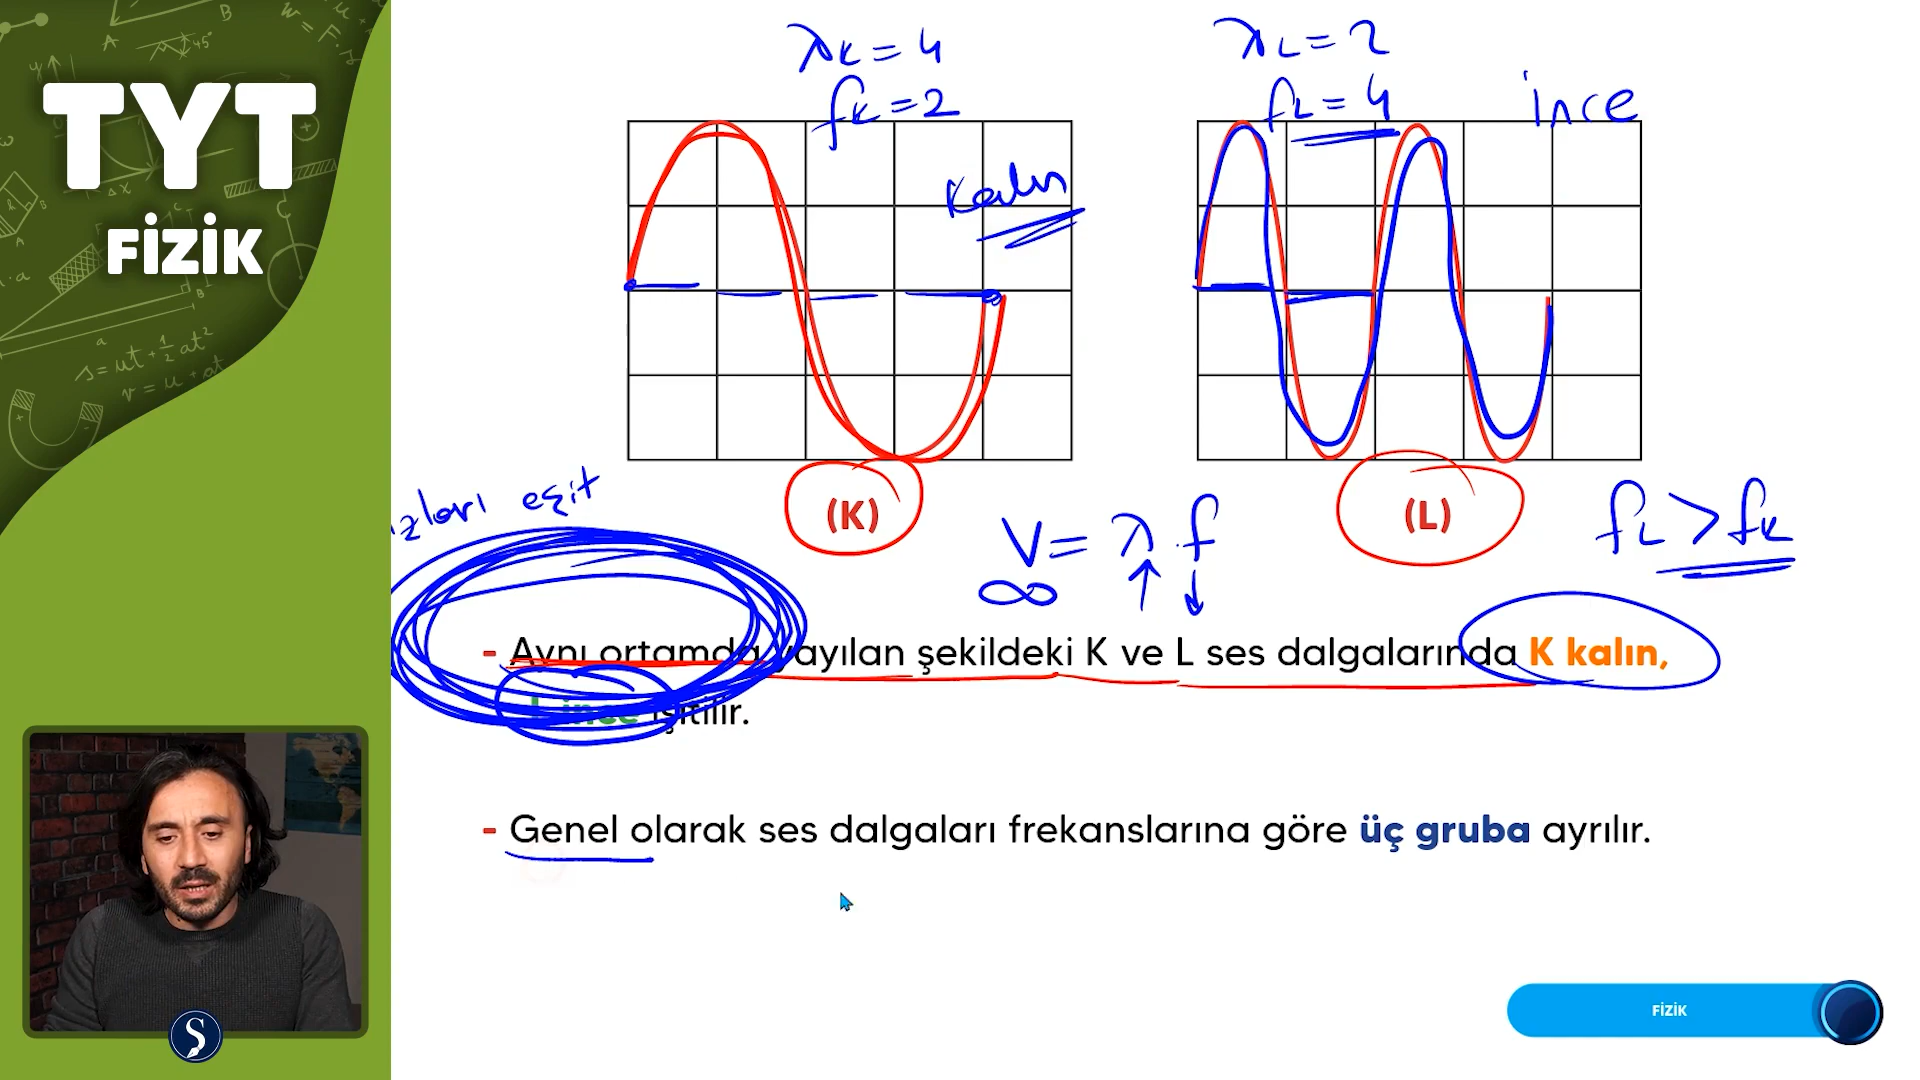 TYT
FİZİK
λK = 4
fK = 2
kalın
λL = 2
fL = 4
ince
(K)
(L)
eşit
V = λ . f
∞
fL > fK
- Aynı ortamda yayılan şekildeki K ve L ses dalgalarında K kalın,
L ince işitilir.
- Genel olarak ses dalgaları frekanslarına göre üç gruba ayrılır.
FİZİK
S